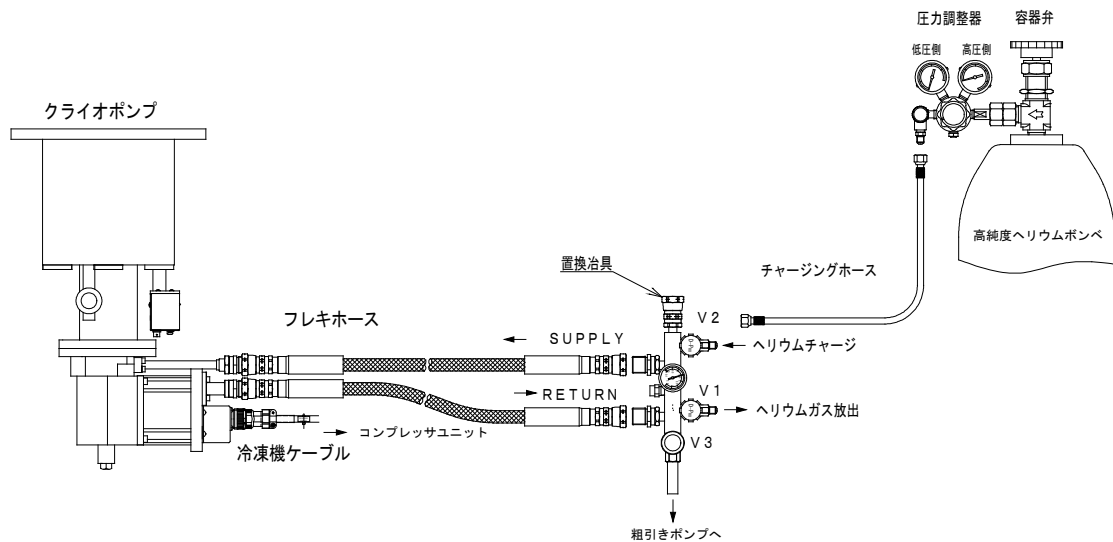 圧力調整器
容器弁
低圧側
高圧側
クライオポンプ
高純度ヘリウムボンベ
置換冶具
チャージングホース
フレキホース
V2
SUPPLY
ヘリウムチャージ
RETURN
V1
ヘリウムガス放出
コンプレッサユニット
V3
冷凍機ケーブル
粗引きポンプへ